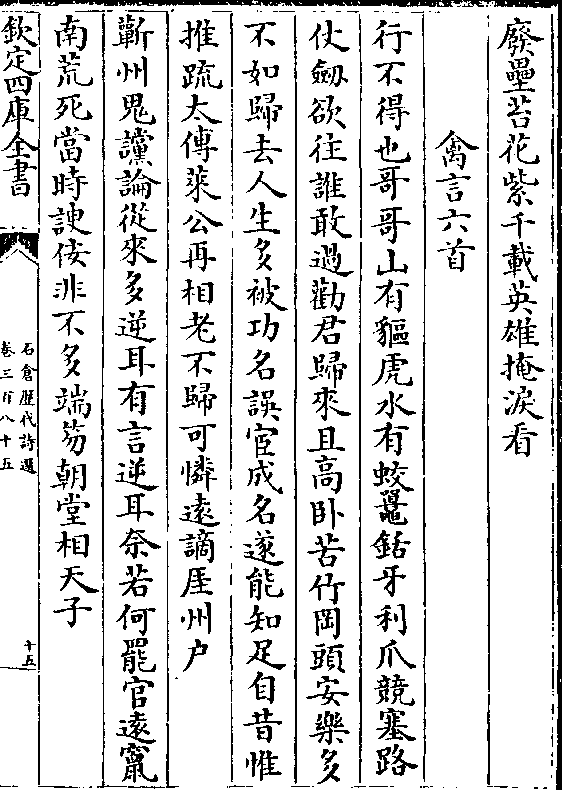 廢壘苔花紫千載英雄掩淚看
禽言六首
行不得也哥哥山有貙虎水有蛟鼉銛牙利爪競塞路
仗劒欲往誰敢過勸君歸來且高卧苦竹岡頭安樂多
不如歸去人生多被功名誤宦成名遂能知足自昔惟
推疏太傅萊公再相老不歸可憐遠謫厓州户
蘄州鬼讜論從來多逆耳有言逆耳奈若何罷官遠竄
南荒死當時諛佞非不多端笏朝堂相天子
欽定四庫全書
石倉歴代詩選
卷三百八十五
十五